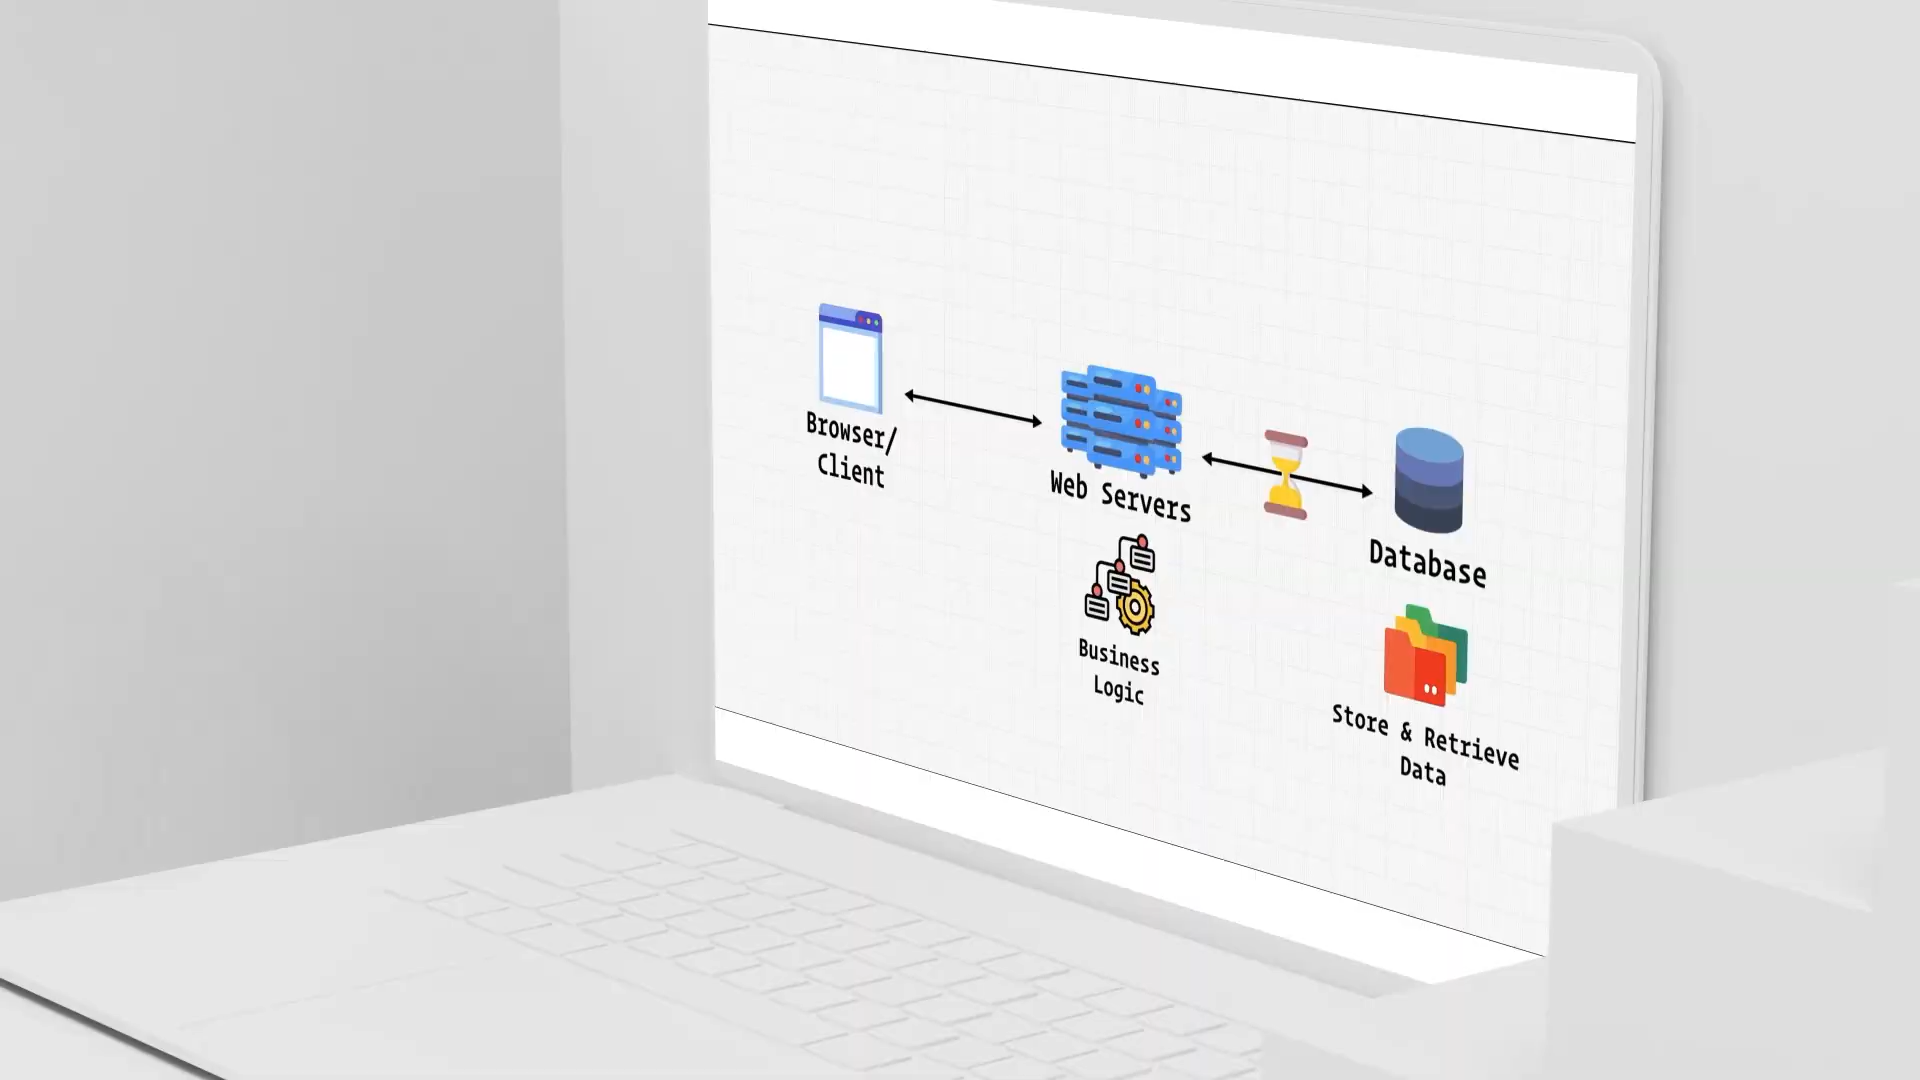 Browser/
Client
Web Servers
Business
Logic
Database
Store & Retrieve
Data